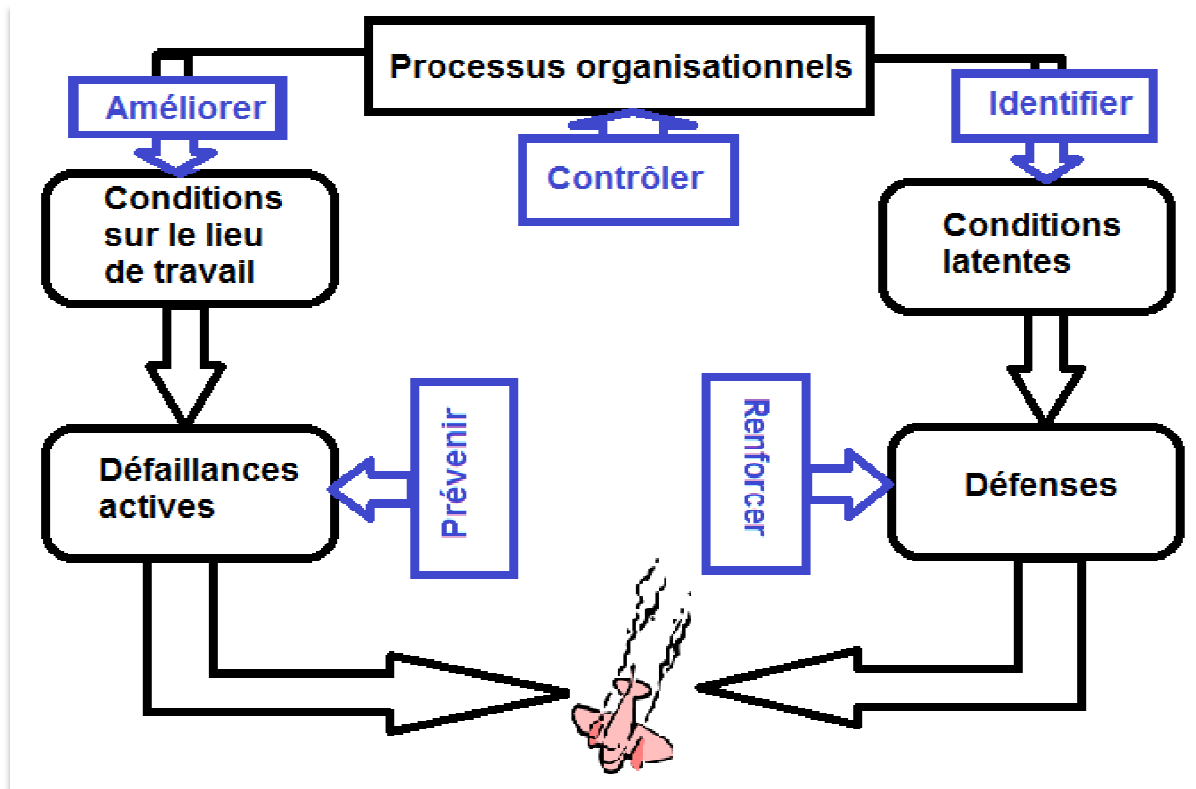 Processus organisationnels
Améliorer
Identifier
Contrôler
Conditions
sur le lieu
de travail
Conditions
latentes
Prévenir
Renforcer
Défaillances
actives
Défenses